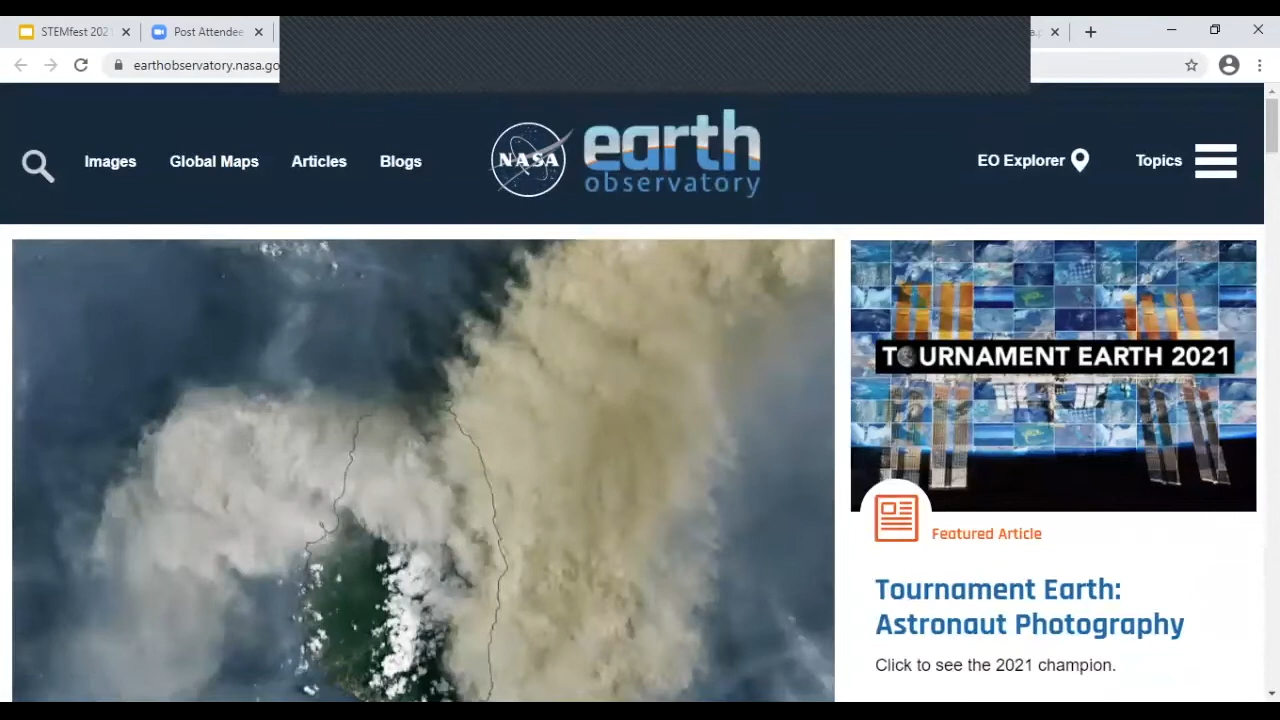 STEMfest 202
Post Attendee
earthobservatory.nasa.go
Images
Global Maps
Articles
Blogs
NASA
earth
observatory
EO Explorer
Topics
TOURNAMENT EARTH 2021
Featured Article
Tournament Earth:
Astronaut Photography
Click to see the 2021 champion.